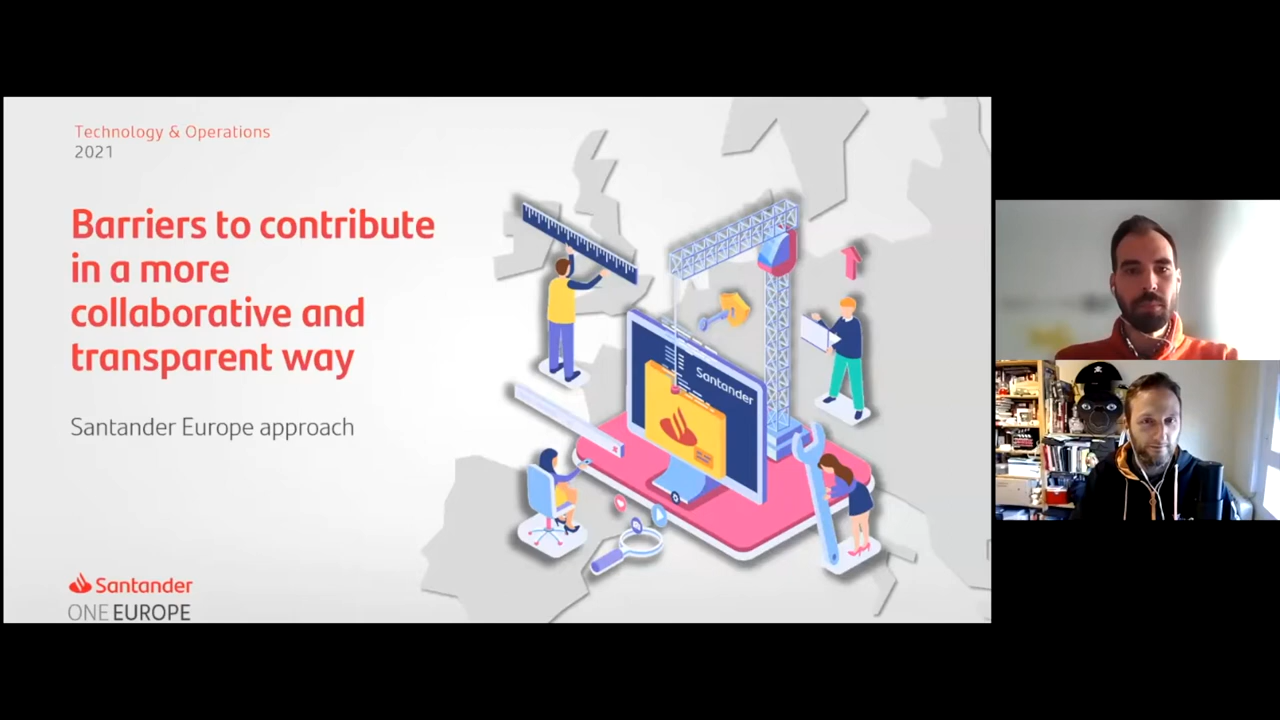 Technology & Operations
2021
Barriers to contribute
in a more
collaborative and
transparent way
Santander Europe approach
Santander
Santander
ONE EUROPE